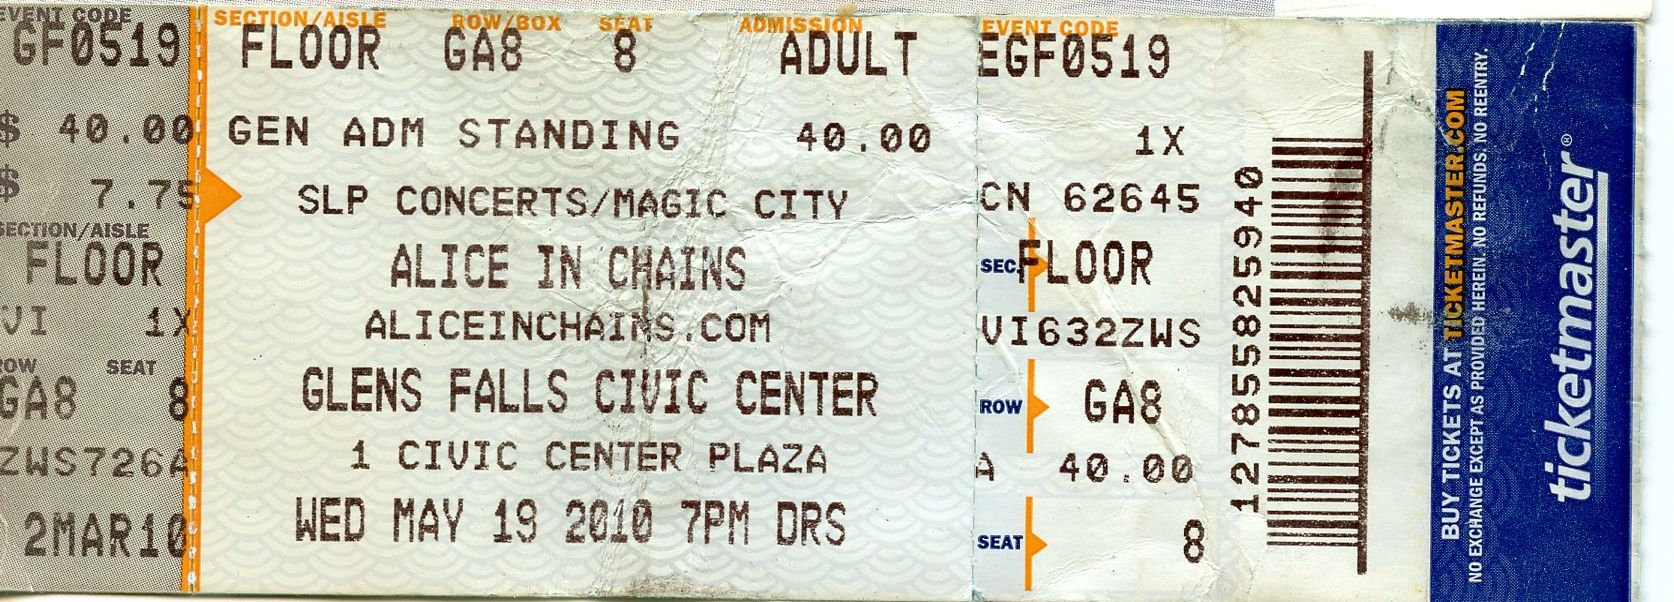 EVENT CODE
GF0519
$ 40.00
$ 7.75
SECTION/AISLE
FLOOR
VI 1X
ROW SEAT
GA8 8
ZWS726A
2MAR10
SECTION/AISLE ROW/BOX SEAT ADMISSION
FLOOR GA8 8 ADULT
GEN ADM STANDING 40.00
SLP CONCERTS/MAGIC CITY
ALICE IN CHAINS
ALICEINCHAINS.COM
GLENS FALLS CIVIC CENTER
1 CIVIC CENTER PLAZA
WED MAY 19 2010 7PM DRS
EVENT CODE
EGF0519
1X
CN 62645
SEC. FLOOR
VI632ZWS
ROW GA8
A 40.00
SEAT 8
127855825940
BUY TICKETS AT TICKETMASTER.COM
NO EXCHANGE EXCEPT AS PROVIDED HEREIN. NO REFUNDS, NO REENTRY.
ticketmaster®